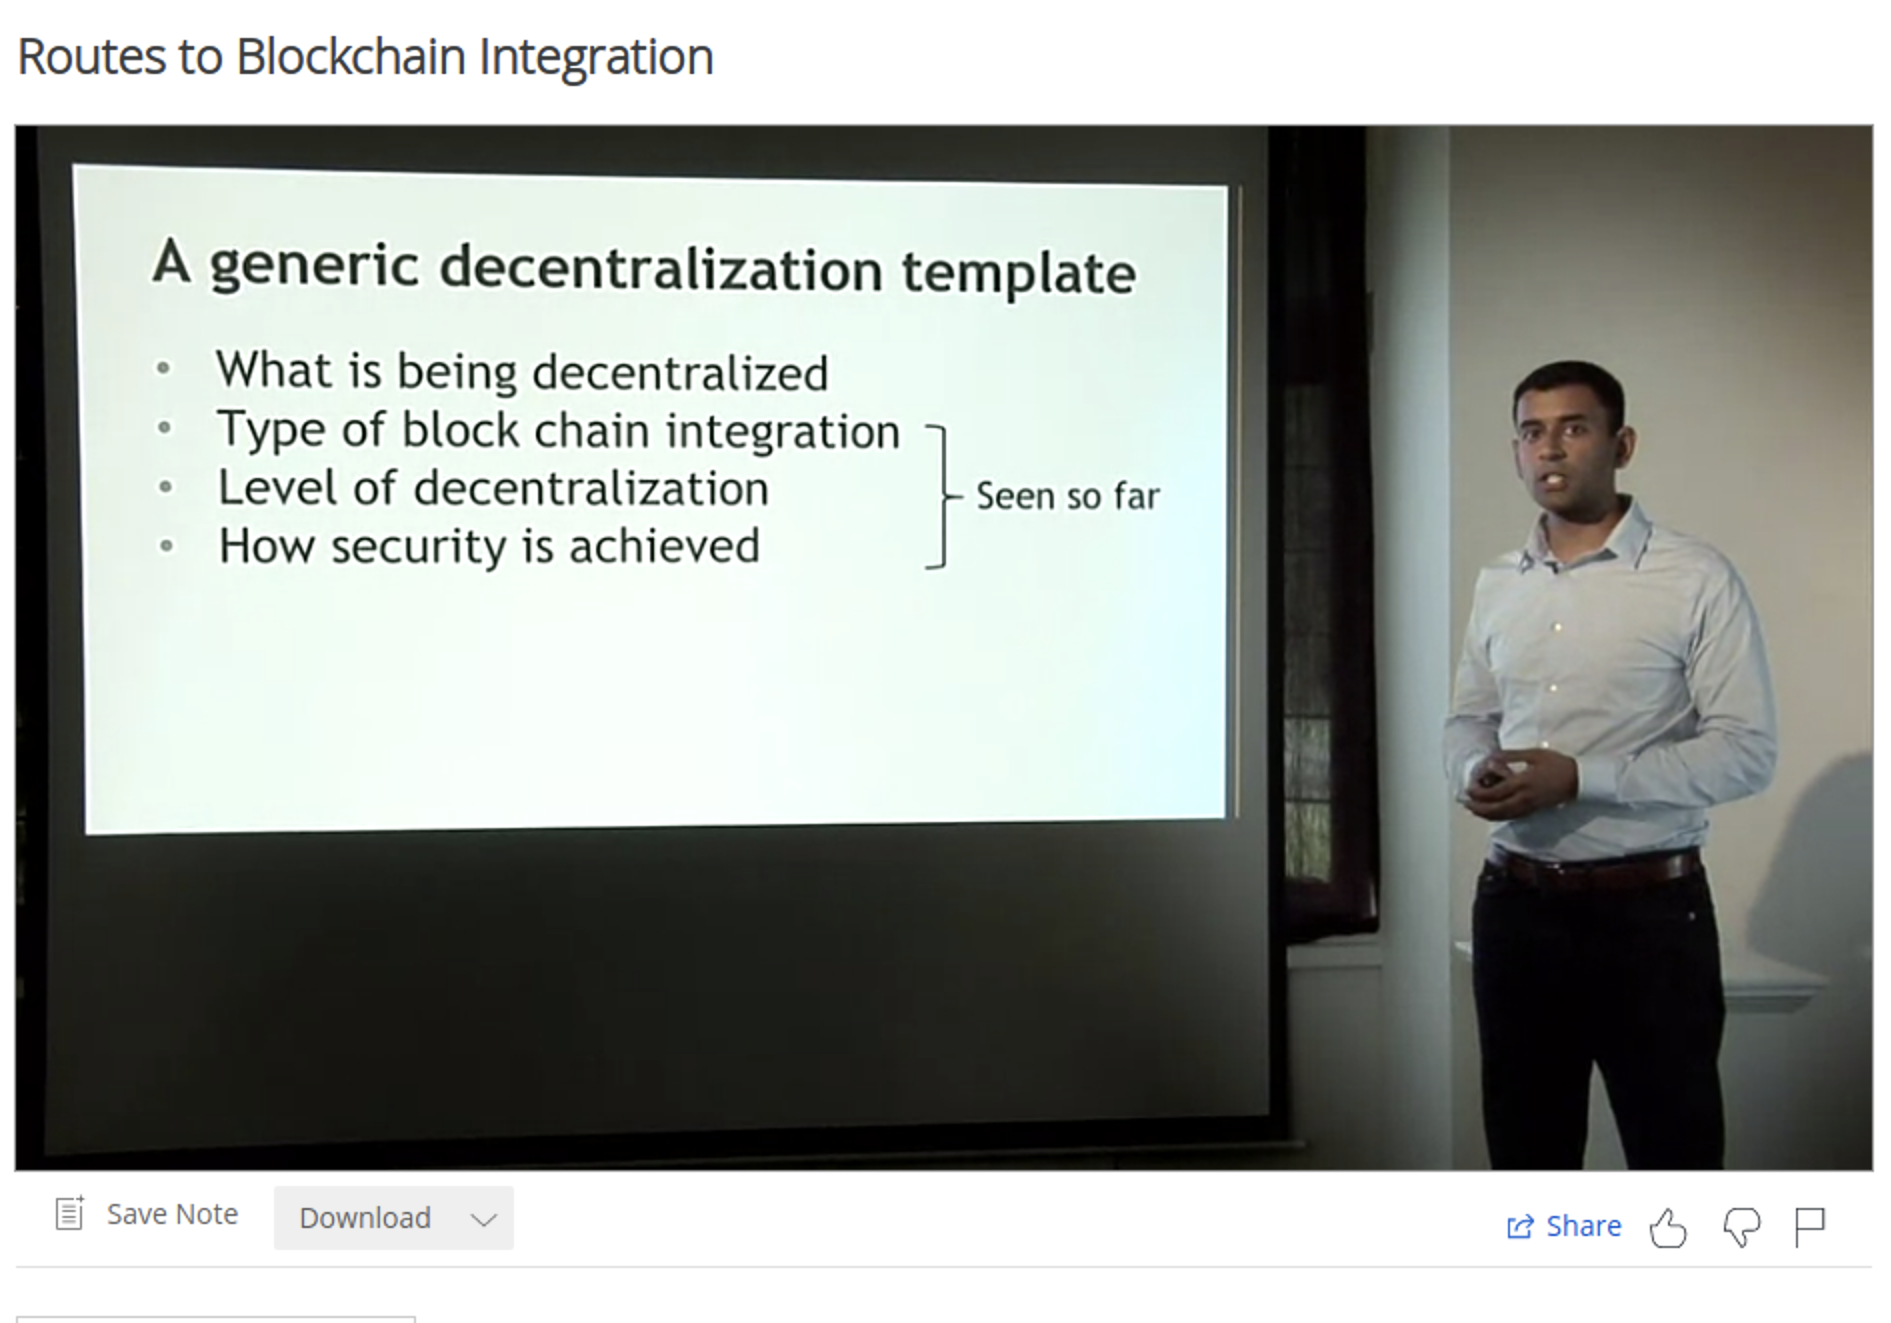 Routes to Blockchain Integration
A generic decentralization template
• What is being decentralized
• Type of block chain integration
• Level of decentralization
• How security is achieved
Seen so far
Save Note
Download
Share